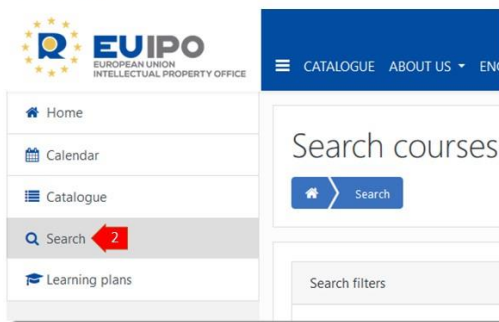 EUIPO
EUROPEAN UNION
INTELLECTUAL PROPERTY OFFICE
CATALOGUE ABOUT US
Home
Calendar
Catalogue
Search 2
Learning plans
Search courses
Search
Search filters